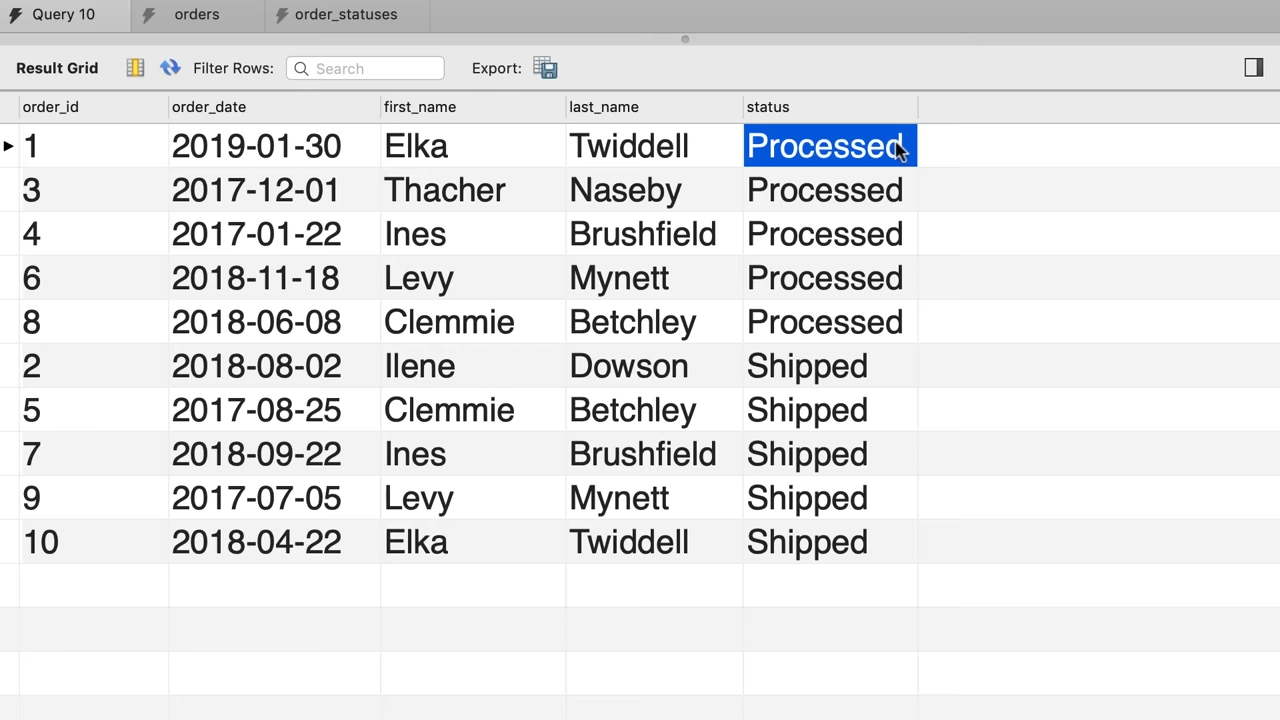 Query 10 orders order_statuses
Result Grid Filter Rows: Search Export:
order_id order_date first_name last_name status
1 2019-01-30 Elka Twiddell Processed
3 2017-12-01 Thacher Naseby Processed
4 2017-01-22 Ines Brushfield Processed
6 2018-11-18 Levy Mynett Processed
8 2018-06-08 Clemmie Betchley Processed
2 2018-08-02 Ilene Dowson Shipped
5 2017-08-25 Clemmie Betchley Shipped
7 2018-09-22 Ines Brushfield Shipped
9 2017-07-05 Levy Mynett Shipped
10 2018-04-22 Elka Twiddell Shipped